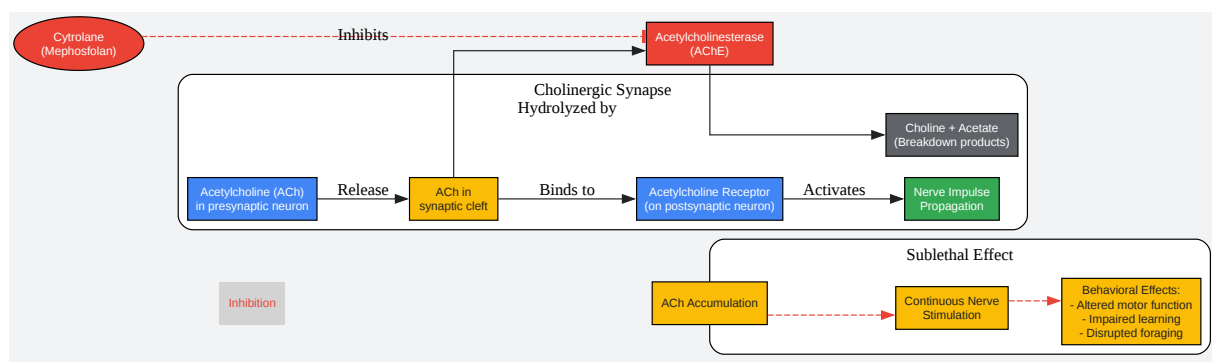 Cytrolane
(Mephosfolan)
Inhibits
Acetylcholinesterase
(AChE)
Cholinergic Synapse
Hydrolyzed by
Choline + Acetate
(Breakdown products)
Acetylcholine (ACh)
in presynaptic neuron
Release
ACh in
synaptic cleft
Binds to
Acetylcholine Receptor
(on postsynaptic neuron)
Activates
Nerve Impulse
Propagation
Sublethal Effect
Inhibition
ACh Accumulation
Continuous Nerve
Stimulation
Behavioral Effects:
- Altered motor function
- Impaired learning
- Disrupted foraging